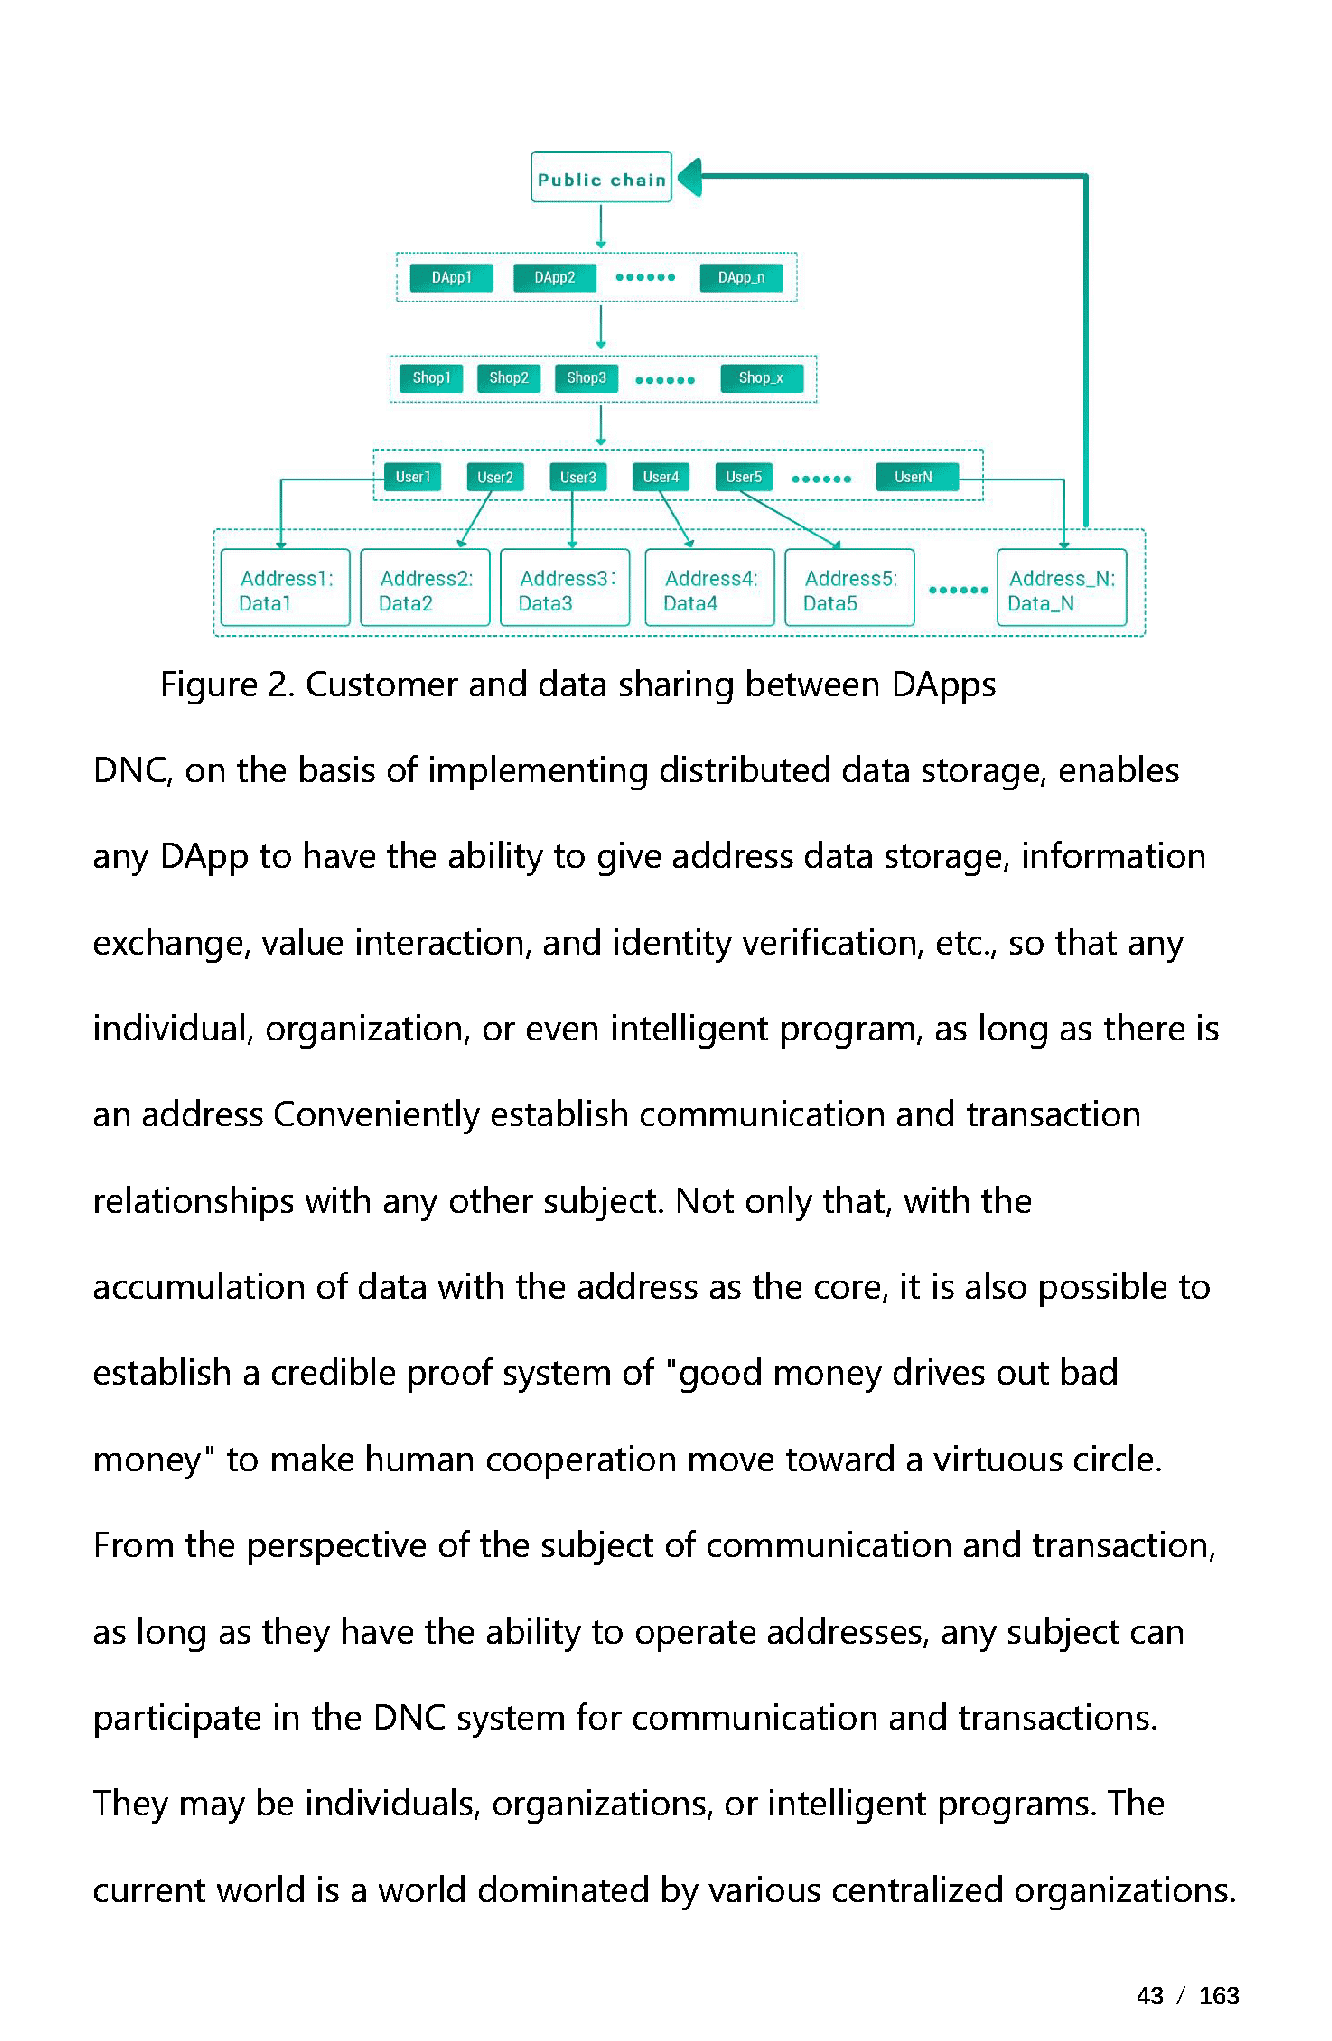 Public chain
DApp1 DApp2 •••••• DApp_n
Shop1 Shop2 Shop3 •••••• Shop_x
User1 User2 User3 User4 User5 •••••• UserN
Address1: Address2: Address3: Address4: Address5: •••••• Address_N:
Data1 Data2 Data3 Data4 Data5 Data_N
Figure 2. Customer and data sharing between DApps
DNC, on the basis of implementing distributed data storage, enables
any DApp to have the ability to give address data storage, information
exchange, value interaction, and identity verification, etc., so that any
individual, organization, or even intelligent program, as long as there is
an address Conveniently establish communication and transaction
relationships with any other subject. Not only that, with the
accumulation of data with the address as the core, it is also possible to
establish a credible proof system of "good money drives out bad
money" to make human cooperation move toward a virtuous circle.
From the perspective of the subject of communication and transaction,
as long as they have the ability to operate addresses, any subject can
participate in the DNC system for communication and transactions.
They may be individuals, organizations, or intelligent programs. The
current world is a world dominated by various centralized organizations.
43 / 163